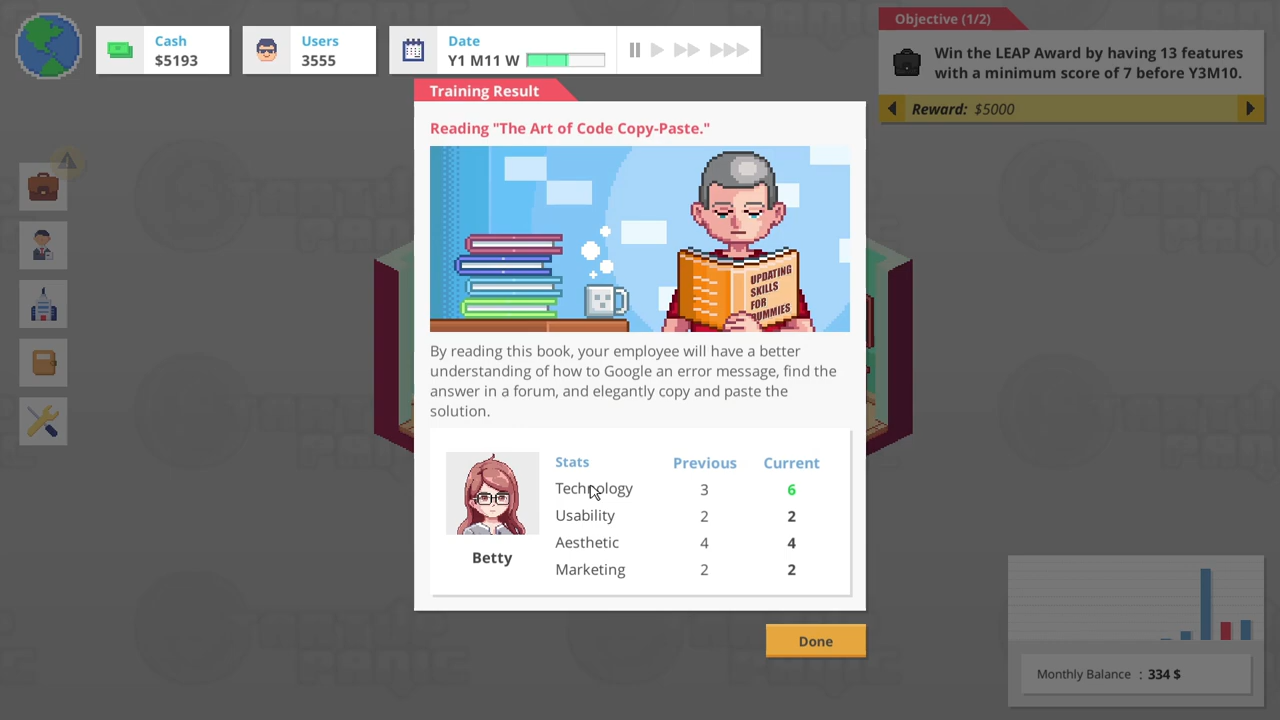 Cash
$5193
Users
3555
Date
Y1 M11 W
Objective (1/2)
Win the LEAP Award by having 13 features
with a minimum score of 7 before Y3M10.
Reward: $5000
Training Result
Reading "The Art of Code Copy-Paste."
UPDATING
SKILLS
FOR
DUMMIES
By reading this book, your employee will have a better
understanding of how to Google an error message, find the
answer in a forum, and elegantly copy and paste the
solution.
Stats Previous Current
Technology 3 6
Usability 2 2
Aesthetic 4 4
Marketing 2 2
Betty
Done
Monthly Balance : 334 $